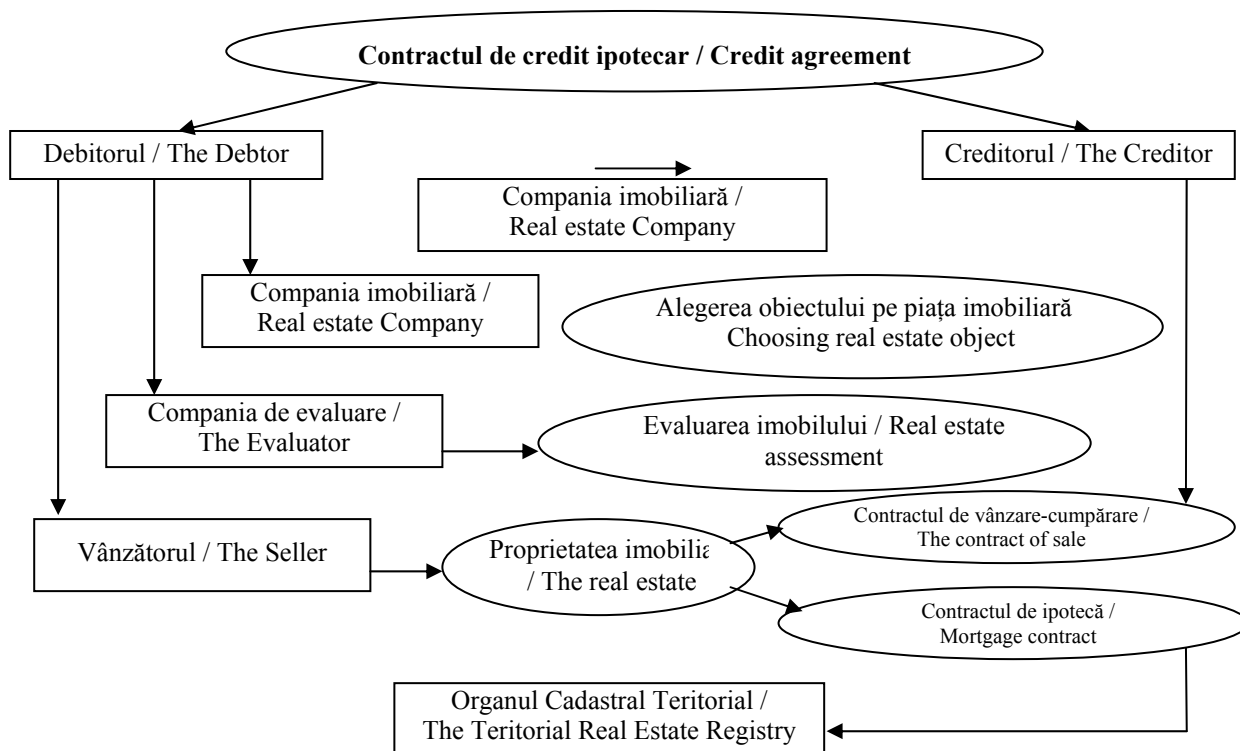 Contractul de credit ipotecar / Credit agreement
Debitorul / The Debtor
Creditorul / The Creditor
Compania imobiliară /
Real estate Company
Compania imobiliară /
Real estate Company
Alegerea obiectului pe piața imobiliară
Choosing real estate object
Compania de evaluare /
The Evaluator
Evaluarea imobilului / Real estate
assessment
Vânzătorul / The Seller
Proprietatea imobilia
/ The real estate
Contractul de vânzare-cumpărare /
The contract of sale
Contractul de ipotecă /
Mortgage contract
Organul Cadastral Teritorial /
The Teritorial Real Estate Registry